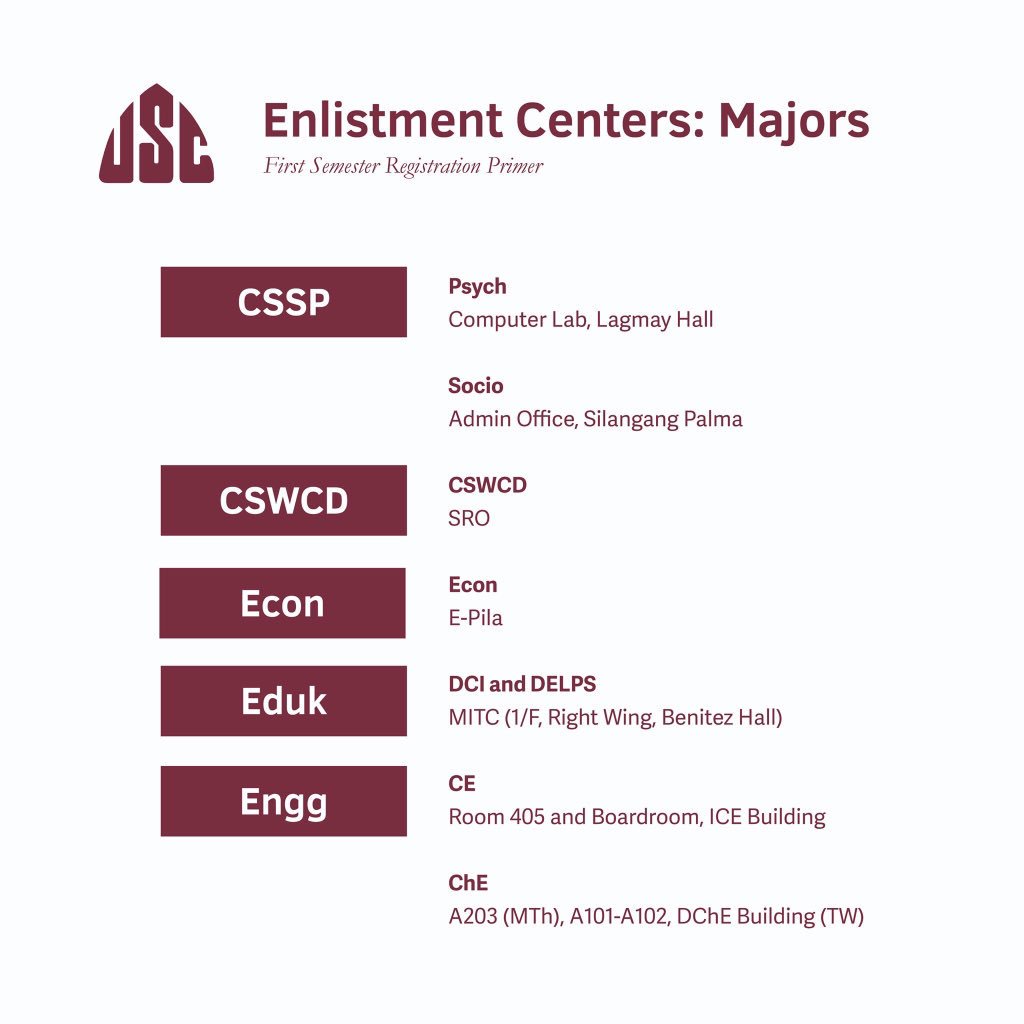 USC
Enlistment Centers: Majors
First Semester Registration Primer
CSSP
Psych
Computer Lab, Lagmay Hall
Socio
Admin Office, Silangang Palma
CSWCD
CSWCD
SRO
Econ
Econ
E-Pila
Eduk
DCI and DELPS
MITC (1/F, Right Wing, Benitez Hall)
Engg
CE
Room 405 and Boardroom, ICE Building
ChE
A203 (MTh), A101-A102, DChE Building (TW)